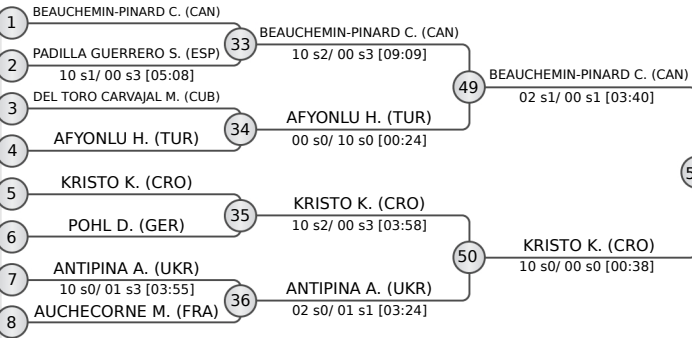 1
BEAUCHEMIN-PINARD C. (CAN)
33
BEAUCHEMIN-PINARD C. (CAN)
2
PADILLA GUERRERO S. (ESP)
10 s2/ 00 s3 [09:09]
10 s1/ 00 s3 [05:08]
49
BEAUCHEMIN-PINARD C. (CAN)
3
DEL TORO CARVAJAL M. (CUB)
02 s1/ 00 s1 [03:40]
34
AFYONLU H. (TUR)
4
AFYONLU H. (TUR)
00 s0/ 10 s0 [00:24]
5
KRISTO K. (CRO)
35
KRISTO K. (CRO)
6
POHL D. (GER)
10 s2/ 00 s3 [03:58]
50
KRISTO K. (CRO)
7
ANTIPINA A. (UKR)
10 s0/ 00 s0 [00:38]
10 s0/ 01 s3 [03:55]
36
ANTIPINA A. (UKR)
8
AUCHECORNE M. (FRA)
02 s0/ 01 s1 [03:24]